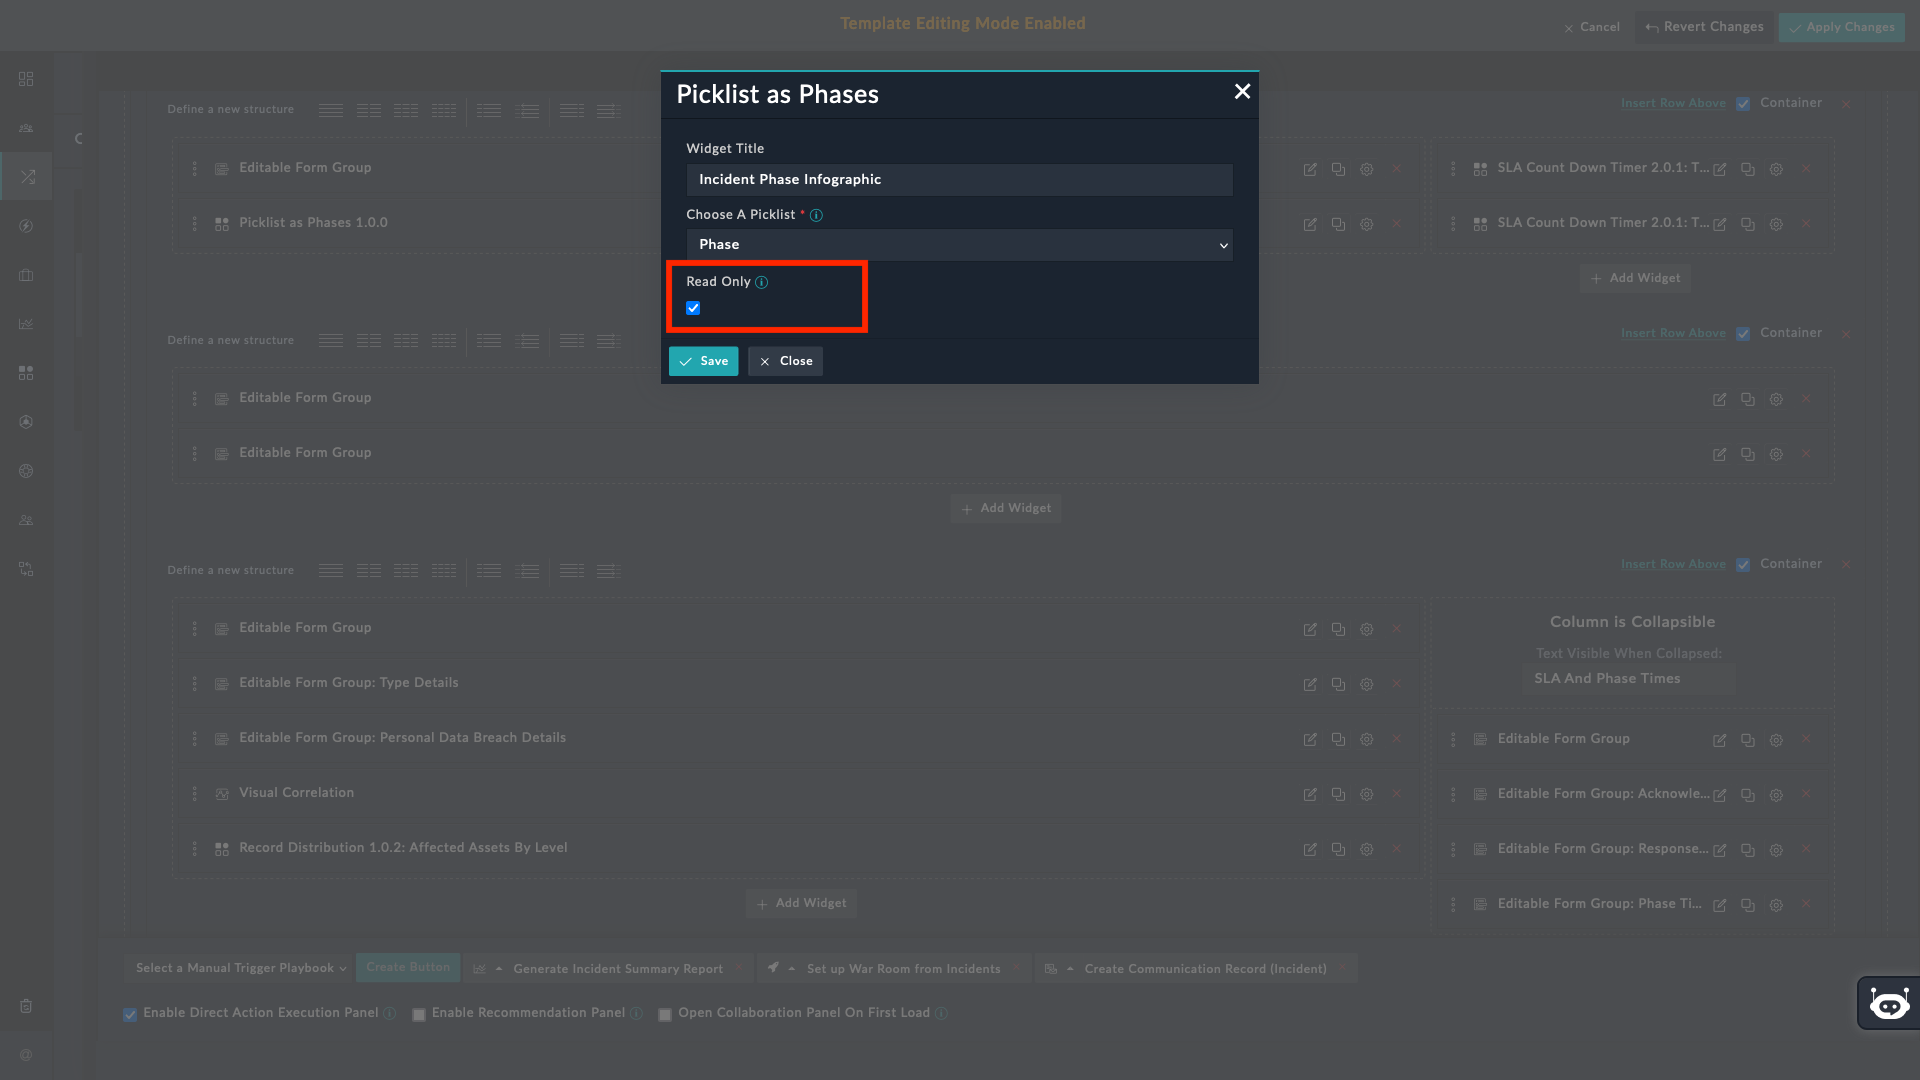 Template Editing Mode Enabled
Cancel
Revert Changes
Apply Changes
Picklist as Phases
Widget Title
Incident Phase Infographic
Choose A Picklist *
Phase
Read Only
Save
Close
Define a new structure
Insert Row Above
Container
Editable Form Group
SLA Count Down Timer 2.0.1: T...
Picklist as Phases 1.0.0
SLA Count Down Timer 2.0.1: T...
Add Widget
Define a new structure
Insert Row Above
Container
Editable Form Group
Editable Form Group
Add Widget
Define a new structure
Insert Row Above
Container
Editable Form Group
Editable Form Group: Type Details
Editable Form Group: Personal Data Breach Details
Visual Correlation
Record Distribution 1.0.2: Affected Assets By Level
Add Widget
Column is Collapsible
Text Visible When Collapsed:
SLA And Phase Times
Editable Form Group
Editable Form Group: Acknowle...
Editable Form Group: Response...
Editable Form Group: Phase Ti...
Select a Manual Trigger Playbook
Create Button
Generate Incident Summary Report
Set up War Room from Incidents
Create Communication Record (Incident)
Enable Direct Action Execution Panel
Enable Recommendation Panel
Open Collaboration Panel On First Load